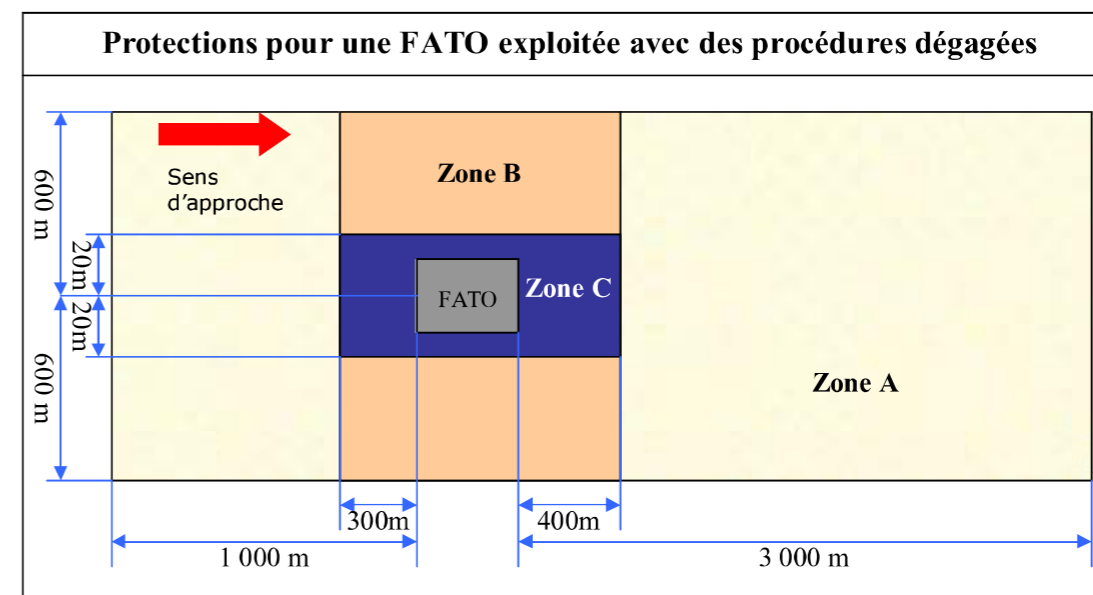 Protections pour une FATO exploitée avec des procédures dégagées
Sens
d'approche
Zone B
600 m
20m
FATO
Zone C
20m
600 m
Zone A
300m
400m
1 000 m
3 000 m